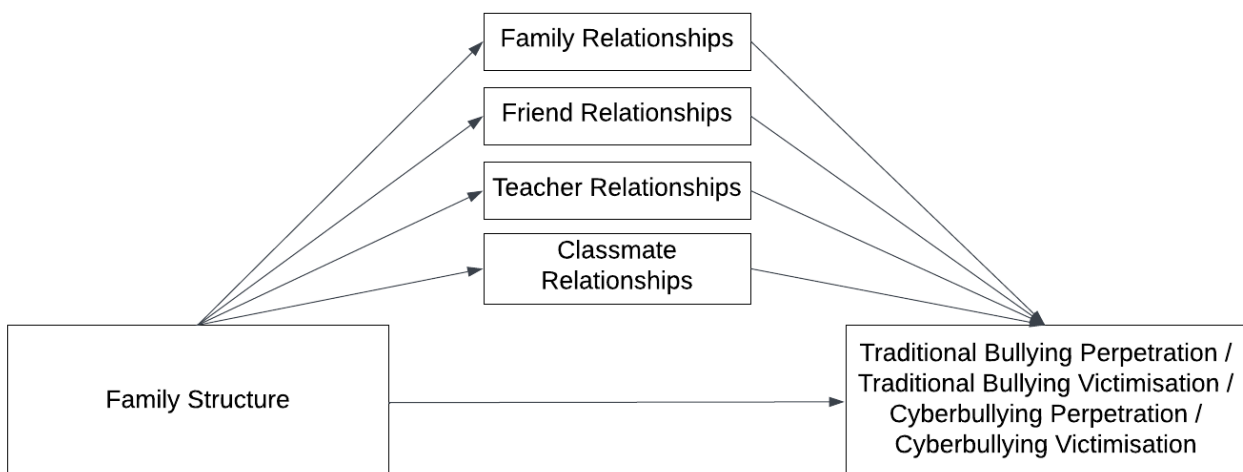 Family Relationships
Friend Relationships
Teacher Relationships
Classmate
Relationships
Family Structure
Traditional Bullying Perpetration /
Traditional Bullying Victimisation /
Cyberbullying Perpetration /
Cyberbullying Victimisation